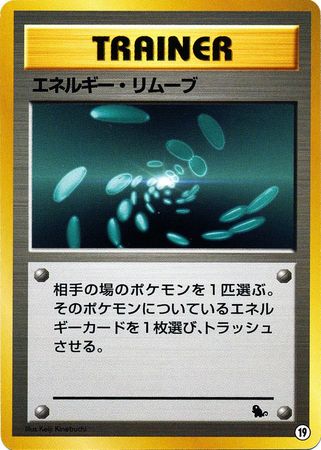 TRAINER
エネルギー・リムーブ
相手の場のポケモンを1匹選ぶ。
そのポケモンについているエネル
ギーカードを1枚選び、トラッシュ
させる。
Illus. Keiji Kinebuchi
19